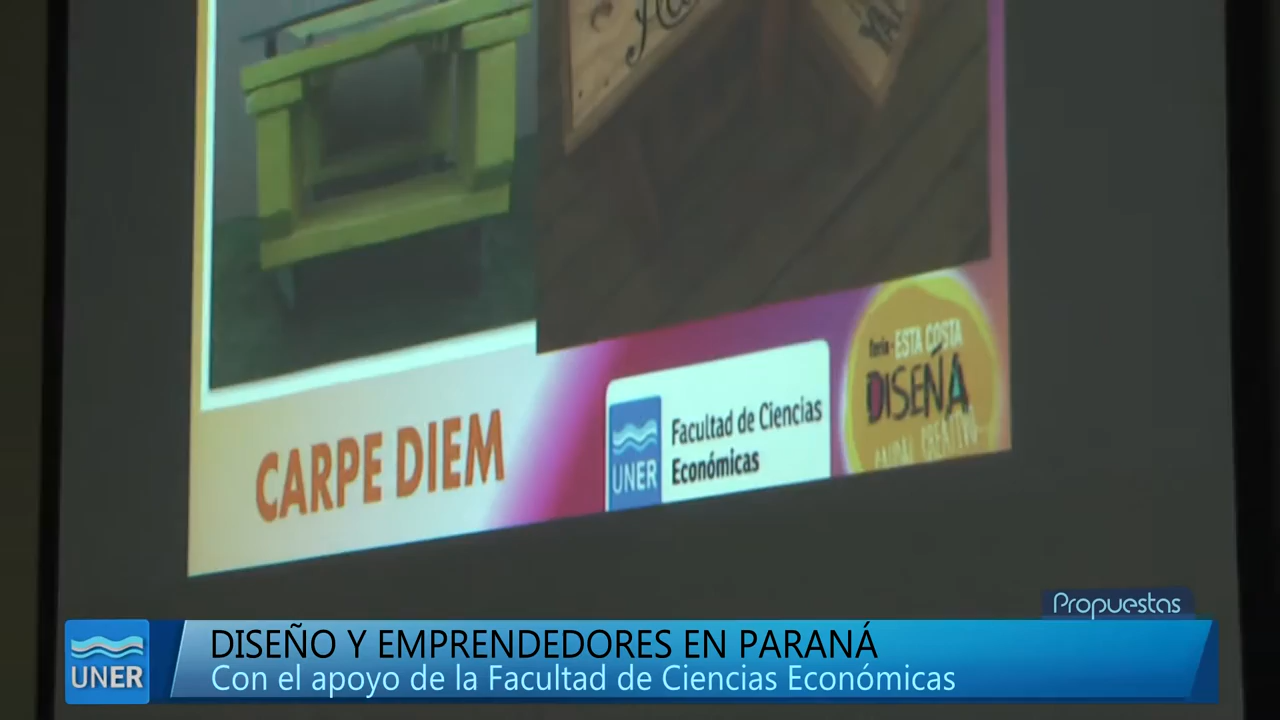 CARPE DIEM
UNER
Facultad de Ciencias
Económicas
feria - ESTA COSTA
DISEÑA
CREATIVO
Propuestas
UNER
DISEÑO Y EMPRENDEDORES EN PARANÁ
Con el apoyo de la Facultad de Ciencias Económicas